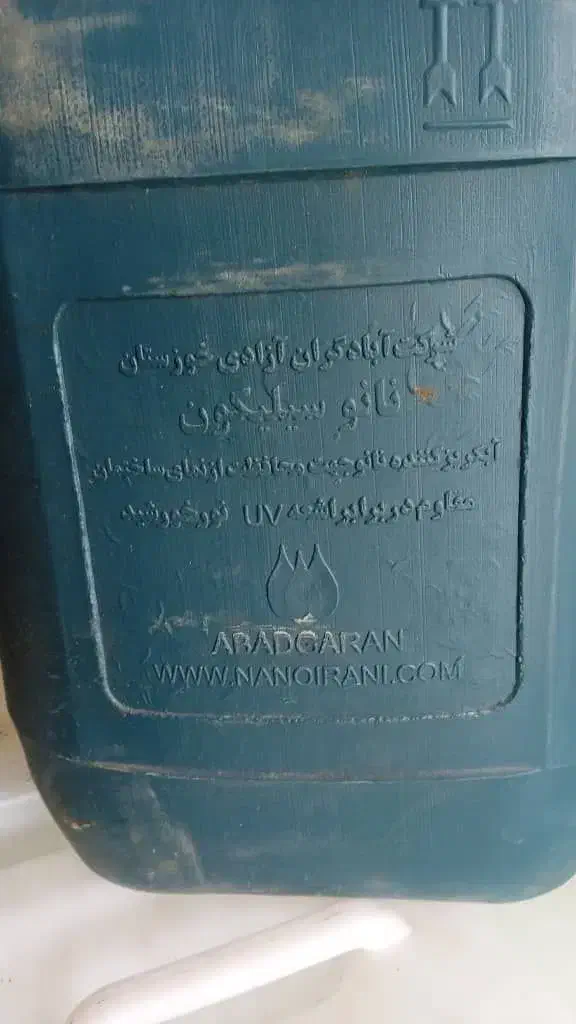 شرکت آبادگران آزادی خوزستان
نانو سیلیکون
آبگریز کننده نانو جهت محافظت از نمای ساختمان
مقاوم در برابر اشعه UV نور خورشید
ABADGARAN
WWW.NANOIRANI.COM